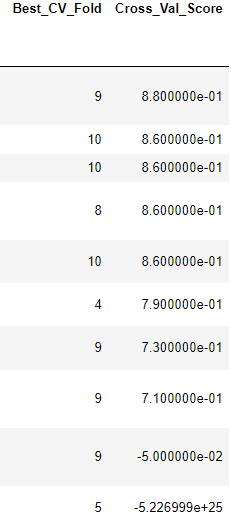 Best_CV_Fold Cross_Val_Score
9 8.800000e-01
10 8.600000e-01
10 8.600000e-01
8 8.600000e-01
10 8.600000e-01
4 7.900000e-01
9 7.300000e-01
9 7.100000e-01
9 -5.000000e-02
5 -5.226999e+25